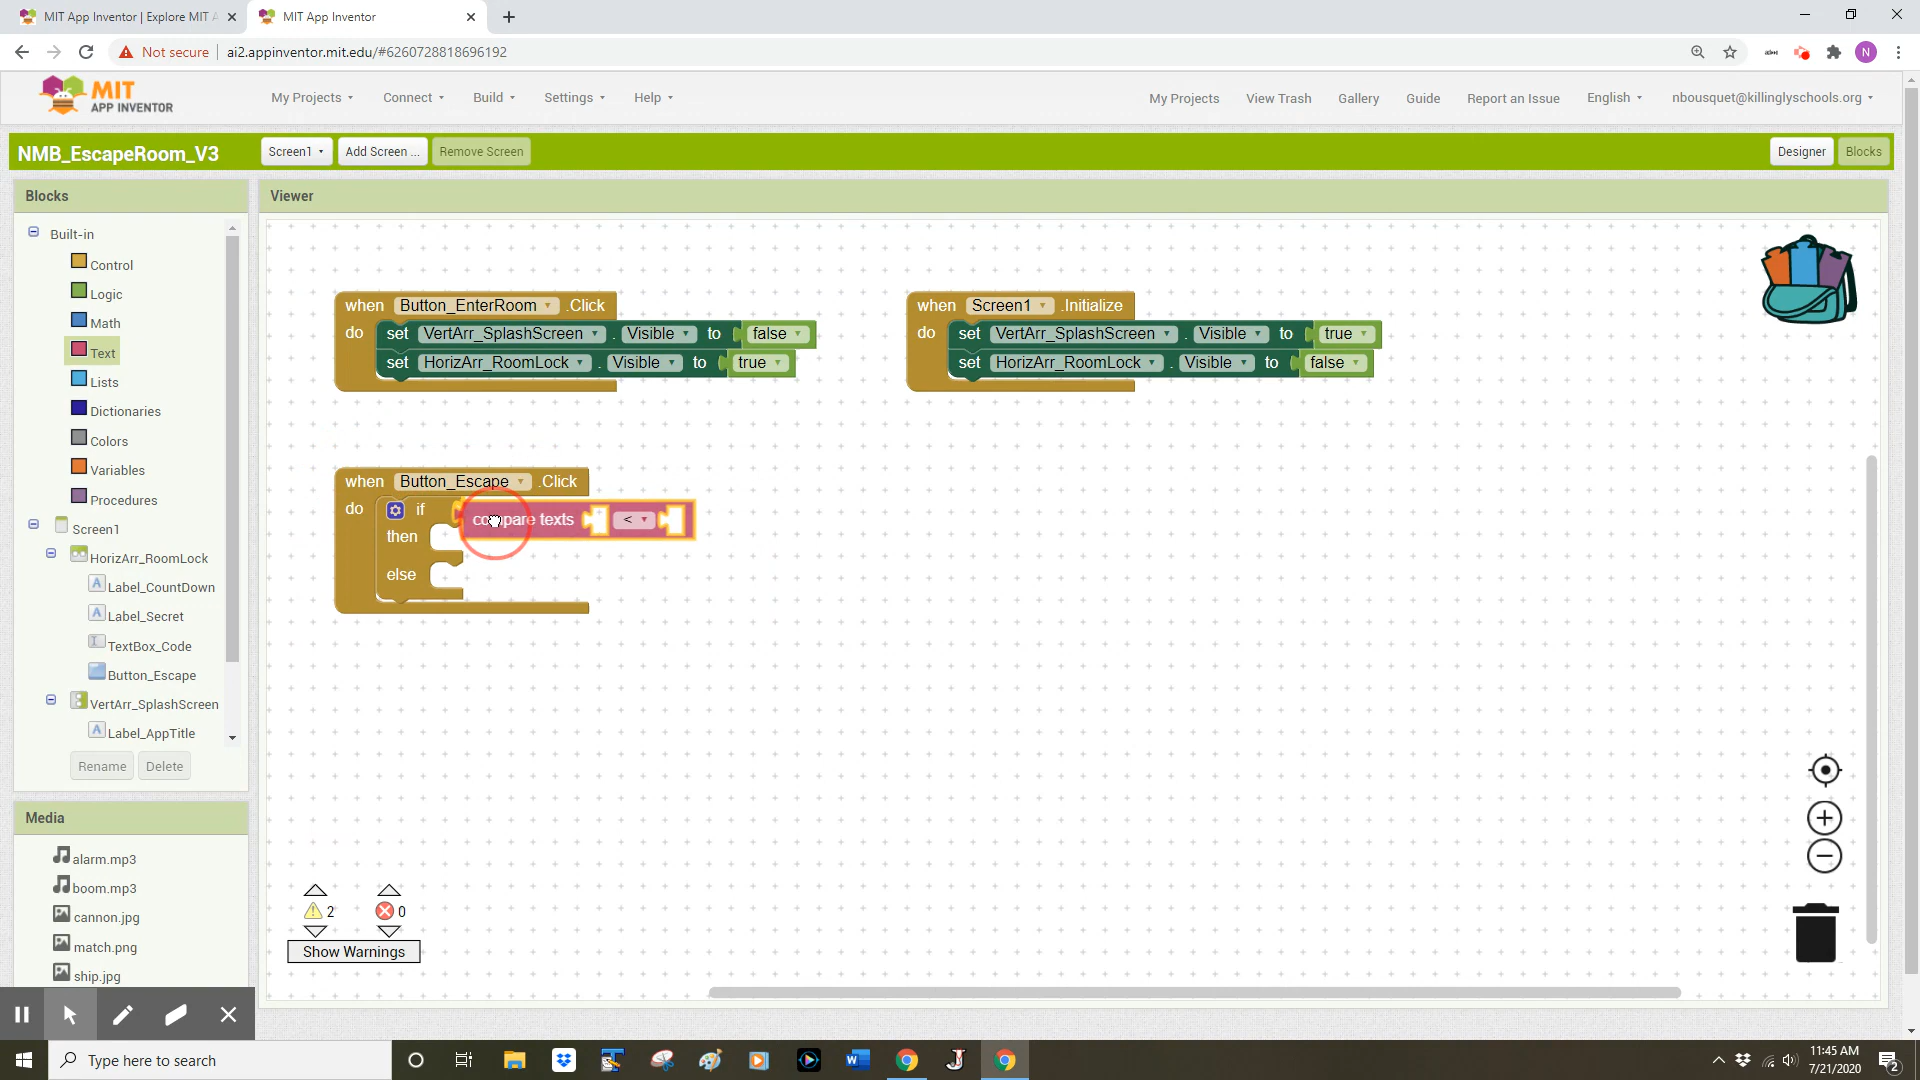 MIT App Inventor | Explore MIT A
MIT App Inventor
Not secure
ai2.appinventor.mit.edu/#6260728818696192
N
MIT
APP INVENTOR
My Projects
Connect
Build
Settings
Help
My Projects
View Trash
Gallery
Guide
Report an Issue
English
nbousquet@killinglyschools.org
NMB_EscapeRoom_V3
Screen1
Add Screen ...
Remove Screen
Designer
Blocks
Blocks
Viewer
Built-in
Control
Logic
Math
Text
Lists
Dictionaries
Colors
Variables
Procedures
Screen1
HorizArr_RoomLock
Label_CountDown
Label_Secret
TextBox_Code
Button_Escape
VertArr_SplashScreen
Label_AppTitle
Rename
Delete
Media
alarm.mp3
boom.mp3
cannon.jpg
match.png
ship.jpg
when Button_EnterRoom .Click
do set VertArr_SplashScreen . Visible to false
set HorizArr_RoomLock . Visible to true
when Screen1 .Initialize
do set VertArr_SplashScreen . Visible to true
set HorizArr_RoomLock . Visible to false
when Button_Escape .Click
do if compare texts <
then
else
2
0
Show Warnings
Type here to search
11:45 AM
7/21/2020
2